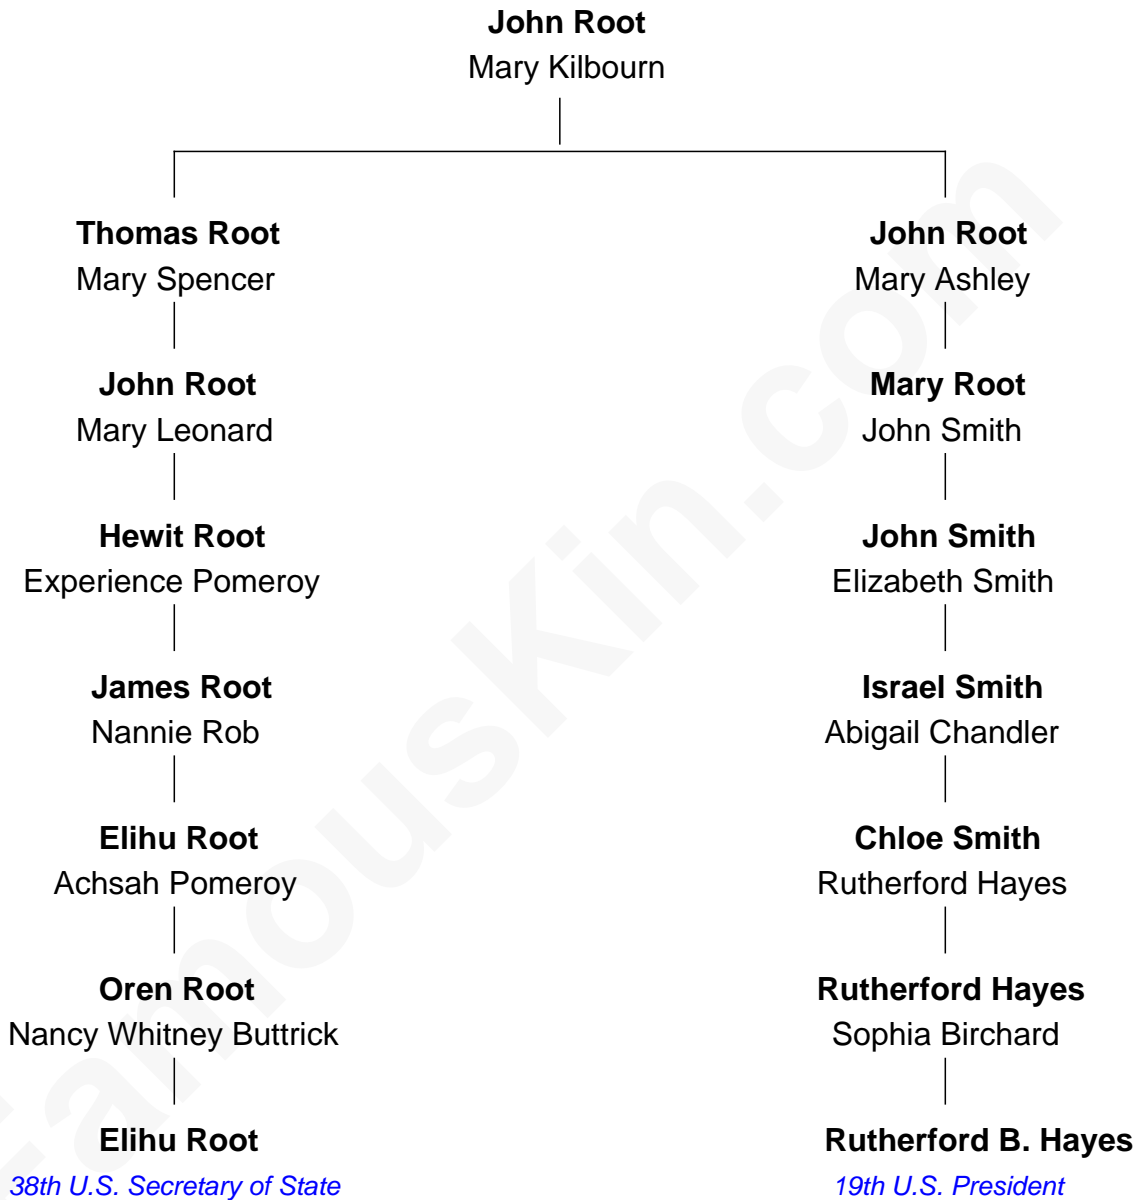 John Root
Mary Kilbourn
Thomas Root
Mary Spencer
John Root
Mary Ashley
John Root
Mary Leonard
Mary Root
John Smith
Hewit Root
Experience Pomeroy
John Smith
Elizabeth Smith
James Root
Nannie Rob
Israel Smith
Abigail Chandler
Elihu Root
Achsah Pomeroy
Chloe Smith
Rutherford Hayes
Oren Root
Nancy Whitney Buttrick
Rutherford Hayes
Sophia Birchard
Elihu Root
38th U.S. Secretary of State
Rutherford B. Hayes
19th U.S. President
FamousKin.com